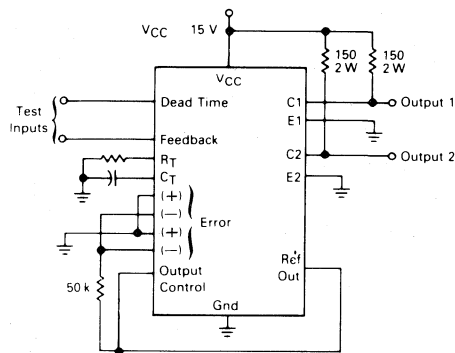 VCC 15 V
150
2 W
150
2 W
VCC
Test
Inputs
Dead Time
Feedback
RT
CT
(+)
(−)
(+)
(−)
Error
Output
Control
Gnd
C1
E1
C2
E2
Ref
Out
Output 1
Output 2
50 k